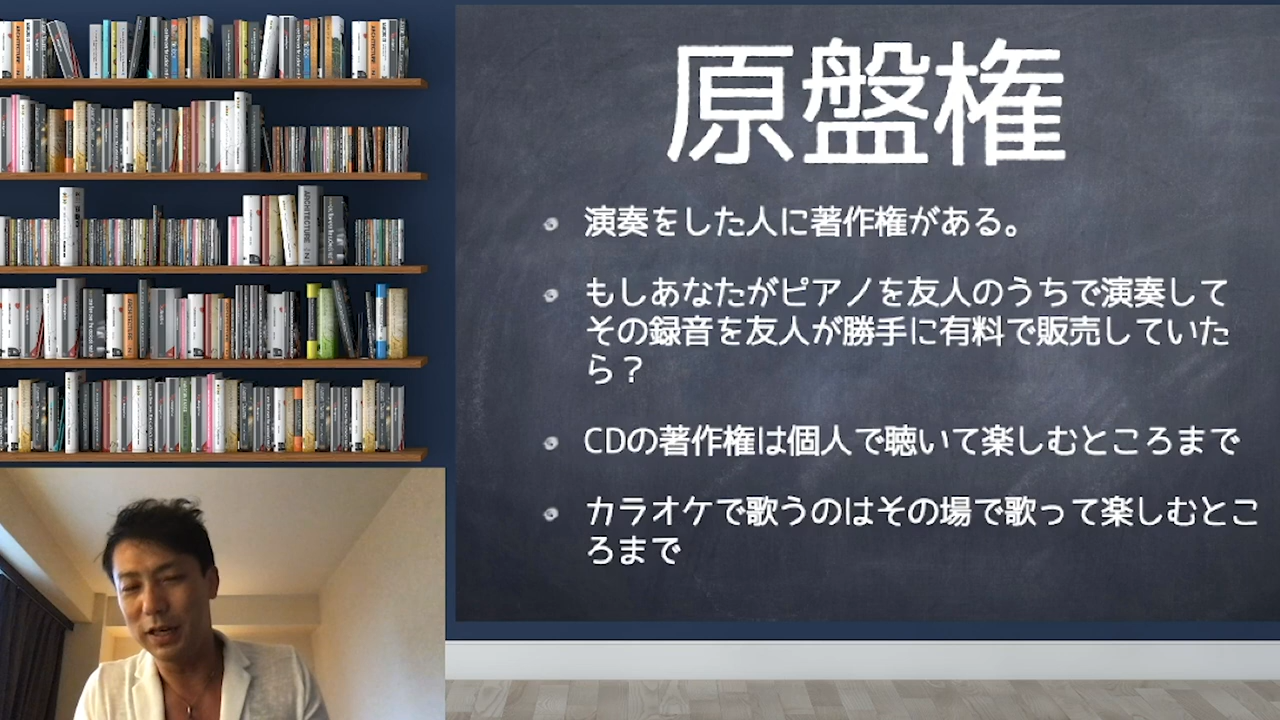 原盤権
演奏をした人に著作権がある。
もしあなたがピアノを友人のうちで演奏して
その録音を友人が勝手に有料で販売していた
ら？
CDの著作権は個人で聴いて楽しむところまで
カラオケで歌うのはその場で歌って楽しむとこ
ろまで